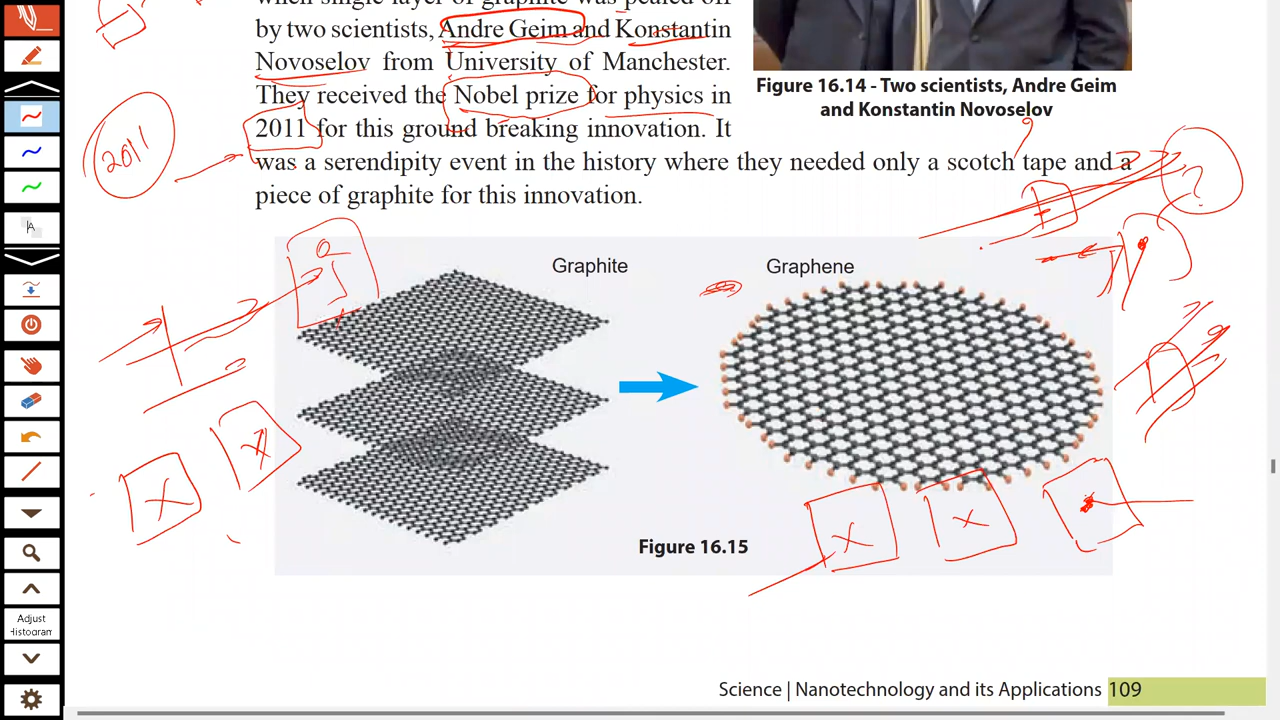 when single layer of graphite was pealed off
by two scientists, Andre Geim and Konstantin
Novoselov from University of Manchester.
They received the Nobel prize for physics in
2011 for this ground breaking innovation. It
was a serendipity event in the history where they needed only a scotch tape and a
piece of graphite for this innovation.
Figure 16.14 - Two scientists, Andre Geim
and Konstantin Novoselov
2011
?
Graphite
Graphene
Figure 16.15
Adjust
Histogram
Science | Nanotechnology and its Applications 109